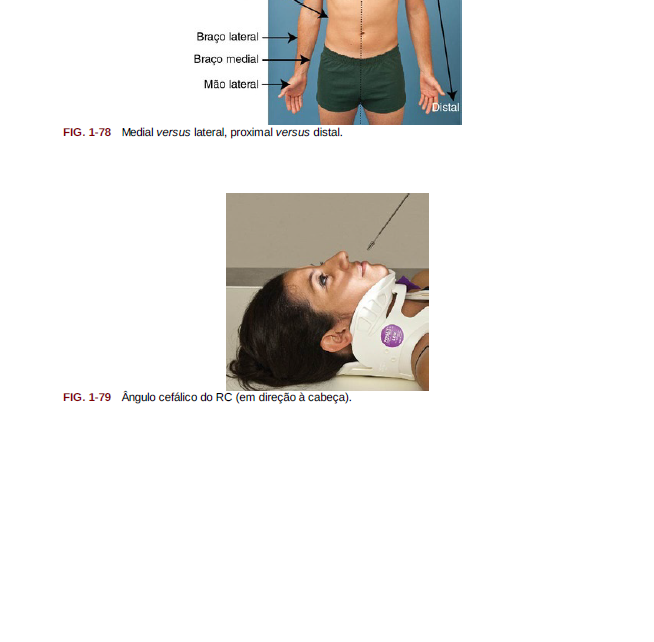 Braço lateral
Braço medial
Mão lateral
Distal
FIG. 1-78 Medial versus lateral, proximal versus distal.
FIG. 1-79 Ângulo cefálico do RC (em direção à cabeça).